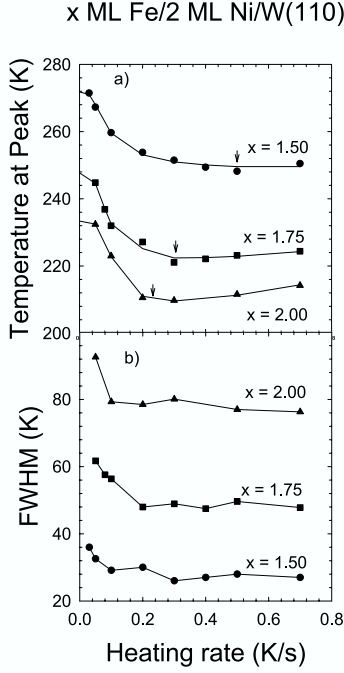 x ML Fe/2 ML Ni/W(110)
280
a)
260
x = 1.50
240
x = 1.75
220
x = 2.00
200
Temperature at Peak (K)
b)
80
x = 2.00
60
x = 1.75
40
x = 1.50
20
FWHM (K)
0.0 0.2 0.4 0.6 0.8
Heating rate (K/s)